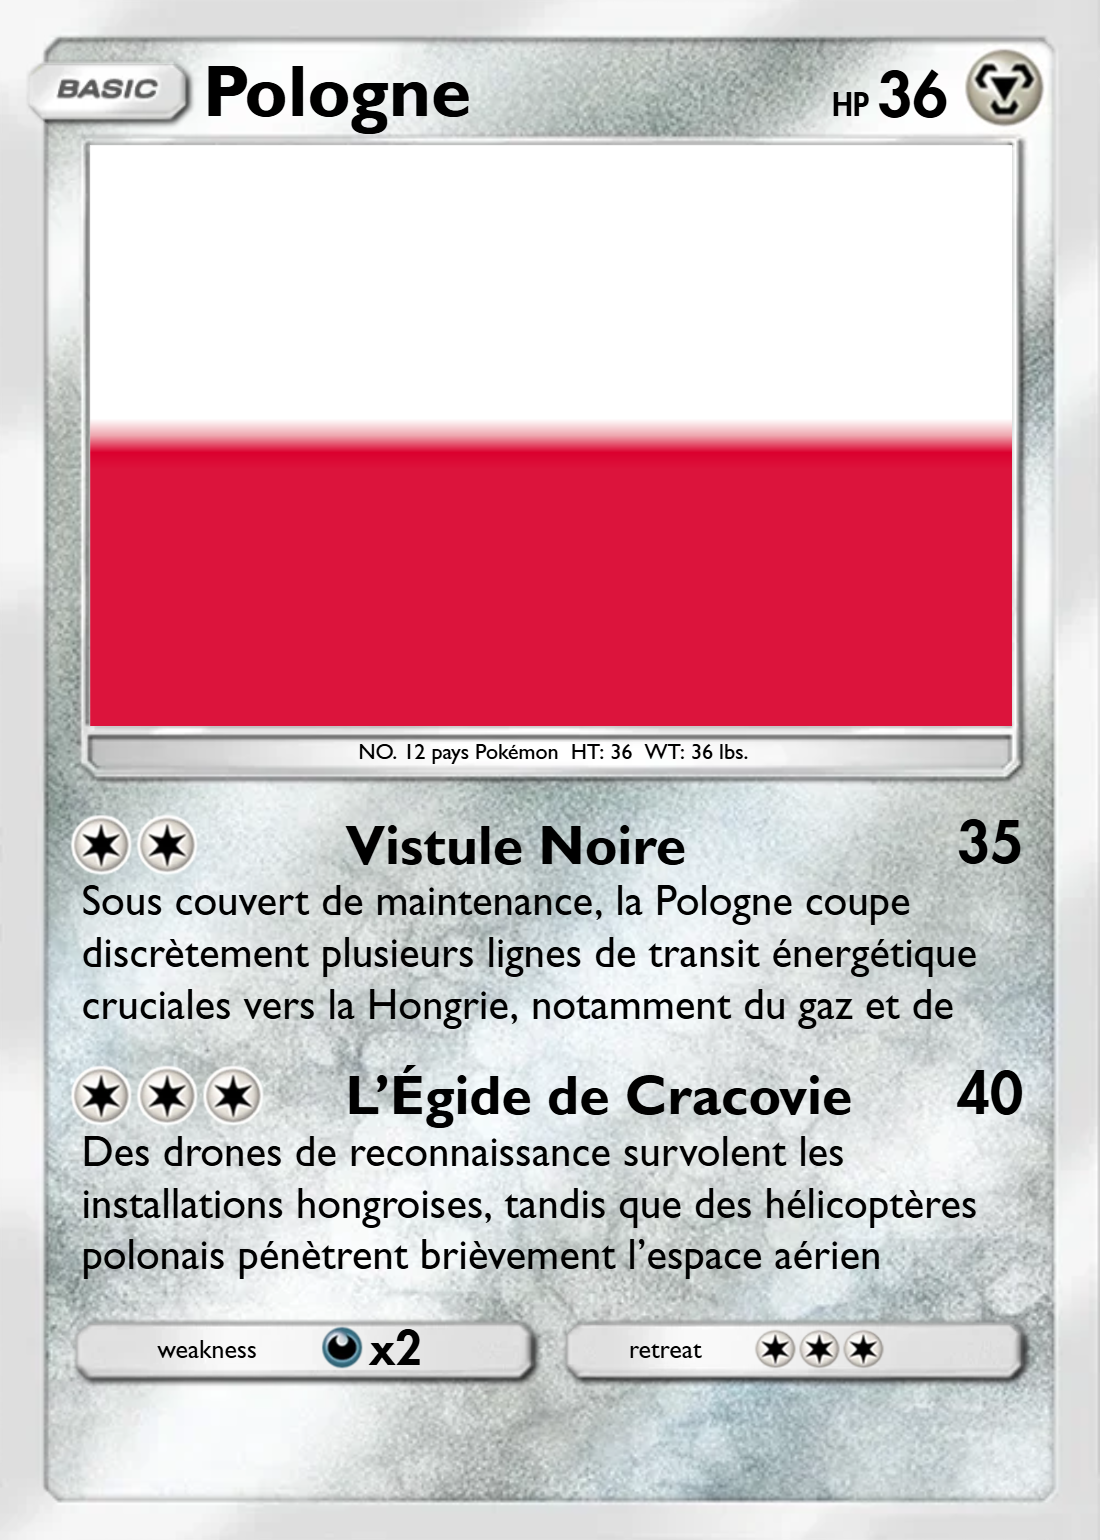 BASIC Pologne HP 36
NO. 12 pays Pokémon HT: 36 WT: 36 lbs.
Vistule Noire 35
Sous couvert de maintenance, la Pologne coupe
discrètement plusieurs lignes de transit énergétique
cruciales vers la Hongrie, notamment du gaz et de
L’Égide de Cracovie 40
Des drones de reconnaissance survolent les
installations hongroises, tandis que des hélicoptères
polonais pénètrent brièvement l’espace aérien
weakness x2 retreat